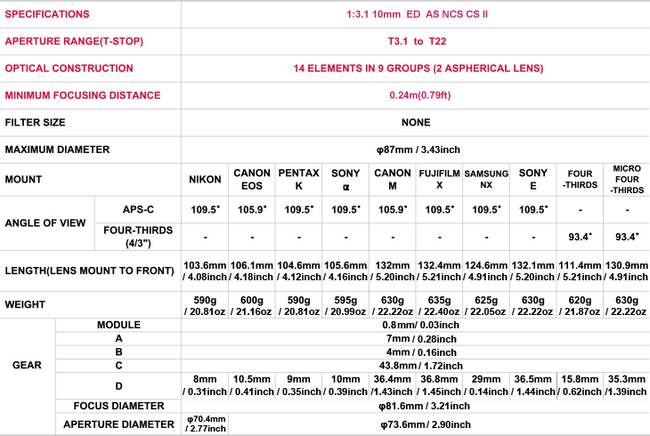 SPECIFICATIONS 1:3.1 10mm ED AS NCS CS II
APERTURE RANGE(T-STOP) T3.1 to T22
OPTICAL CONSTRUCTION 14 ELEMENTS IN 9 GROUPS (2 ASPHERICAL LENS)
MINIMUM FOCUSING DISTANCE 0.24m(0.79ft)
FILTER SIZE NONE
MAXIMUM DIAMETER φ87mm / 3.43inch
MOUNT NIKON CANON EOS PENTAX K SONY α CANON M FUJIFILM X SAMSUNG NX SONY E FOUR -THIRDS MICRO FOUR -THIRDS
ANGLE OF VIEW APS-C 109.5˚ 105.9˚ 109.5˚ 109.5˚ 105.9˚ 109.5˚ 109.5˚ 109.5˚ - -
FOUR-THIRDS (4/3") - - - - - - - - 93.4˚ 93.4˚
LENGTH(LENS MOUNT TO FRONT) 103.6mm / 4.08inch 106.1mm / 4.18inch 104.6mm / 4.12inch 105.6mm / 4.16inch 132mm / 5.20inch 132.4mm / 5.21inch 124.6mm / 4.91inch 132.1mm / 5.20inch 111.4mm / 5.21inch 130.9mm / 4.91inch
WEIGHT 590g / 20.81oz 600g / 21.16oz 590g / 20.81oz 595g / 20.99oz 630g / 22.22oz 635g / 22.40oz 625g / 22.05oz 630g / 22.22oz 620g / 21.87oz 630g / 22.22oz
GEAR MODULE 0.8mm/ 0.03inch
A 7mm / 0.28inch
B 4mm / 0.16inch
C 43.8mm / 1.72inch
D 8mm / 0.31inch 10.5mm / 0.41inch 9mm / 0.35inch 10mm / 0.39inch 36.4mm /1.43inch 36.8mm / 1.45inch 29mm / 0.14inch 36.5mm / 1.44inch 15.8mm / 0.62inch 35.3mm /1.39inch
FOCUS DIAMETER φ81.6mm / 3.21inch
APERTURE DIAMETER φ70.4mm / 2.77inch φ73.6mm / 2.90inch